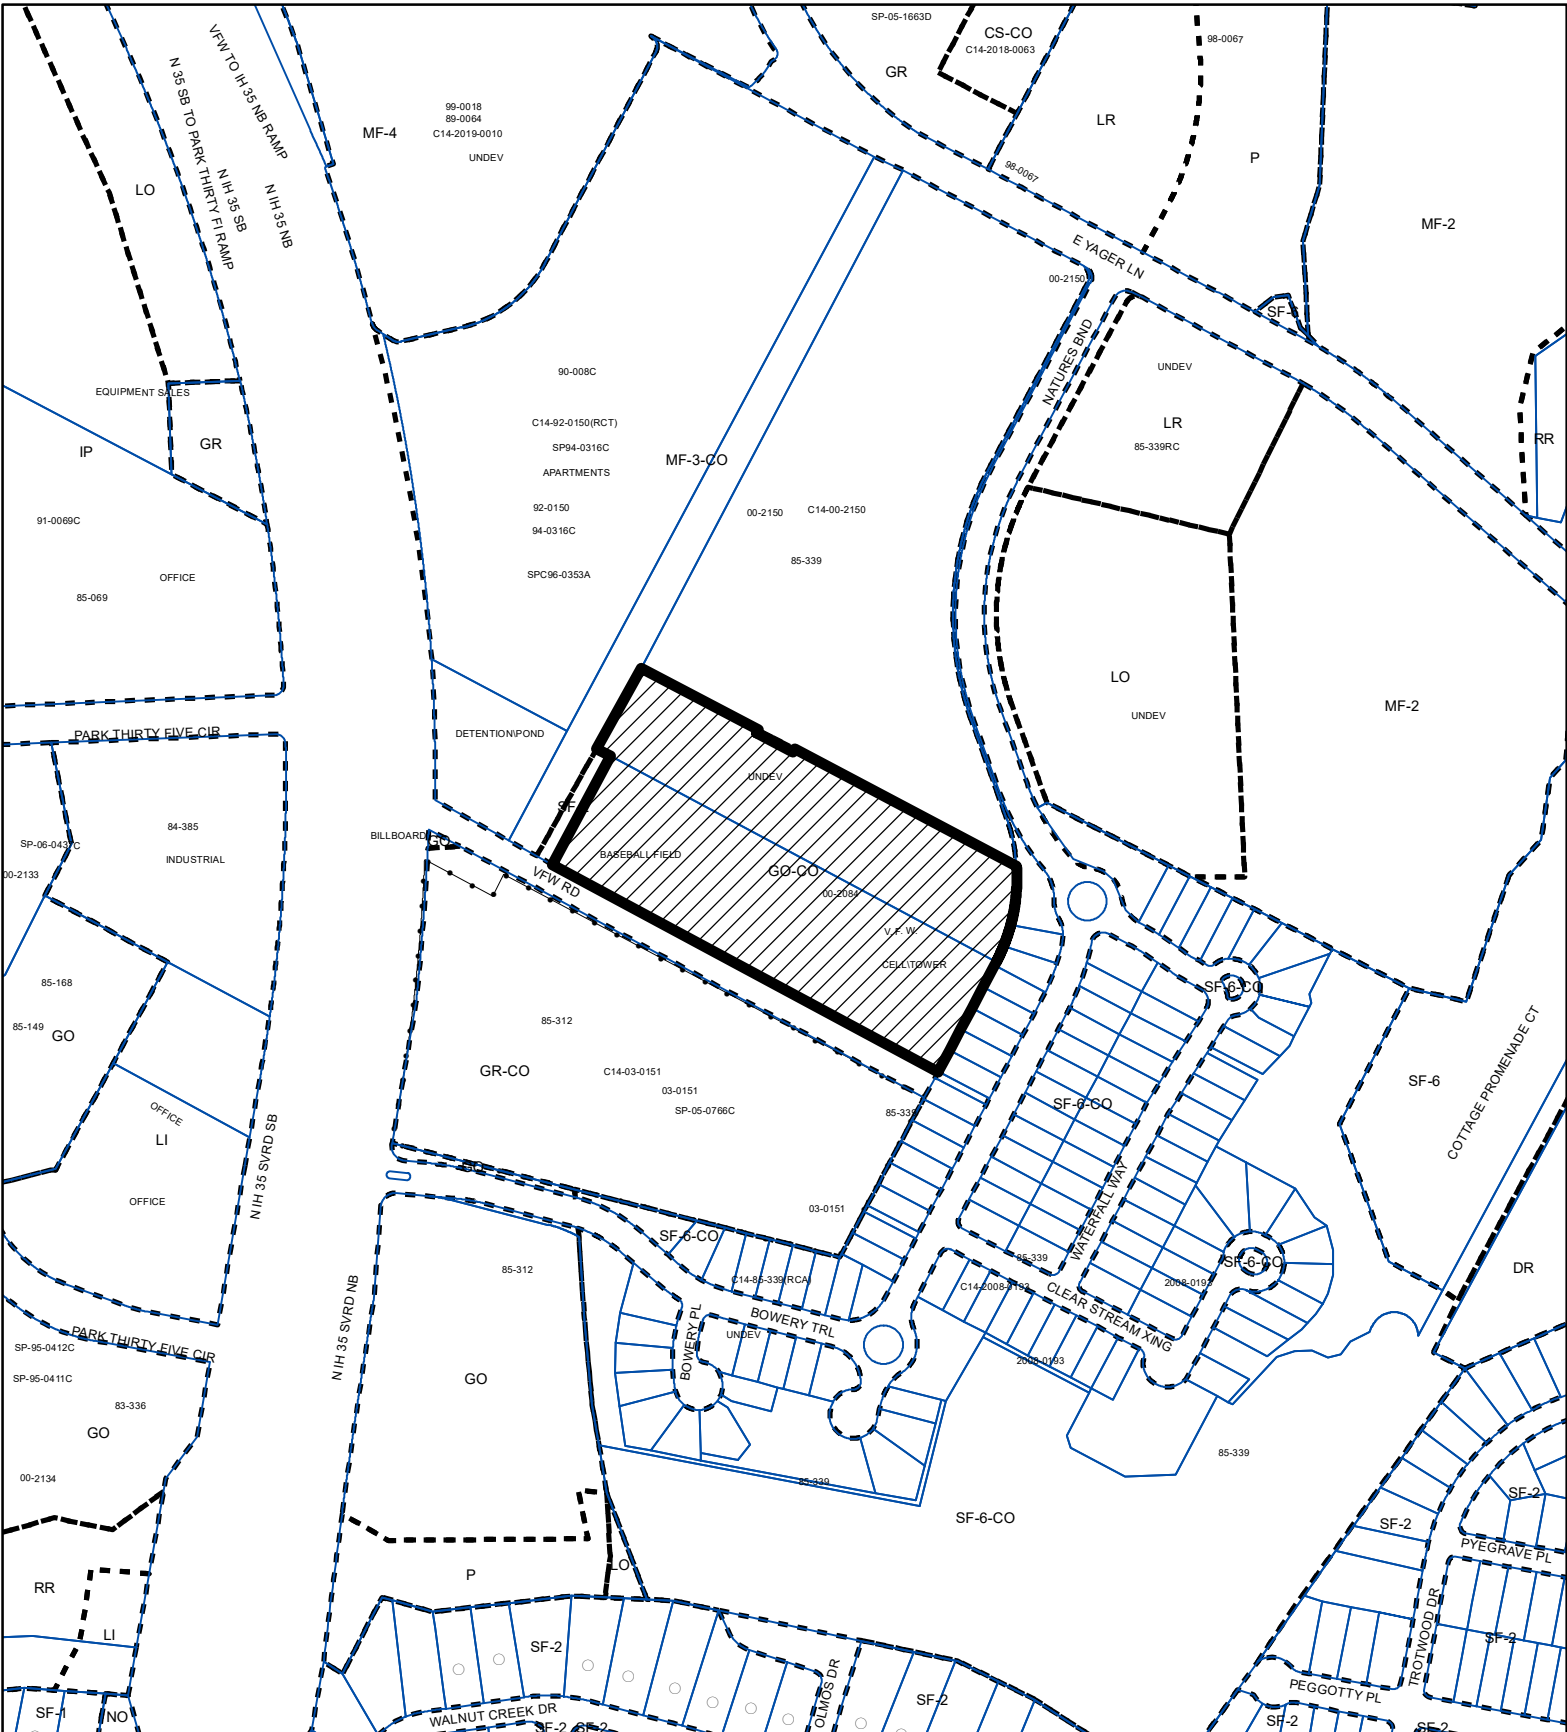 SP-05-1663D
CS-CO
C14-2018-0063
98-0067
GR
VFW TO IH 35 NB RAMP
N 35 SB TO PARK THIRTY FI RAMP
N IH 35 SB
N IH 35 NB
LO
MF-4
99-0018
89-0064
C14-2019-0010
UNDEV
LR
P
98-0067
MF-2
E YAGER LN
00-2150
SF-6
NATURES BND
UNDEV
LR
85-339RC
RR
EQUIPMENT SALES
IP
GR
90-008C
C14-92-0150(RCT)
SP94-0316C
APARTMENTS
MF-3-CO
92-0150
94-0316C
SPC96-0353A
00-2150
C14-00-2150
85-339
91-0069C
OFFICE
85-069
LO
UNDEV
MF-2
PARK THIRTY FIVE CIR
DETENTION\POND
UNDEV
84-385
INDUSTRIAL
00-2133
BILLBOARD
GO
BASEBALL FIELD
VFW RD
GO-CO
00-2084
V. F. W.
CELL\TOWER
85-168
85-149
GO
SF-6-CO
COTTAGE PROMENADE CT
85-312
GR-CO
C14-03-0151
03-0151
SP-05-0766C
85-339
SF-6-CO
SF-6
OFFICE
LI
OFFICE
N IH 35 SVRD SB
GO
03-0151
WATERFALL WAY
SF-6-CO
85-339
SF-6-CO
DR
85-312
C14-85-339(RCA)
C14-2008-0193
2008-0193
CLEAR STREAM XING
N IH 35 SVRD NB
BOWERY PL
UNDEV
BOWERY TRL
PARK THIRTY FIVE CIR
SP-95-0412C
SP-95-0411C
83-336
GO
GO
2008-0193
00-2134
85-339
85-339
SF-6-CO
SF-2
SF-2
PYEGRAVE PL
RR
LI
P
LO
SF-2
TROTWOOD DR
SF-2
PEGGOTTY PL
SF-1
NO
WALNUT CREEK DR
SF-2
SF-2
OLMOS DR
SF-2
SF-2
SF-2